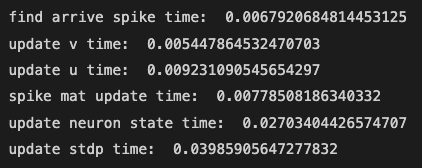 find arrive spike time:  0.0067920684814453125
update v time:  0.005447864532470703
update u time:  0.009231090545654297
spike mat update time:  0.00778508186340332
update neuron state time:  0.02703404426574707
update stdp time:  0.03985905647277832